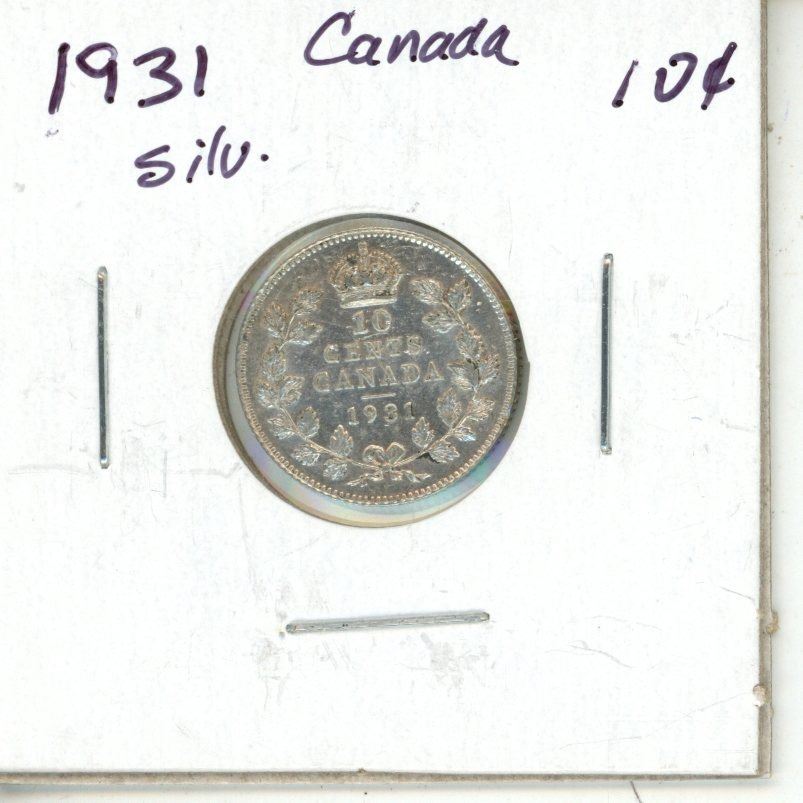 1931 Canada 10¢
silv.
10
CENTS
CANADA
1931